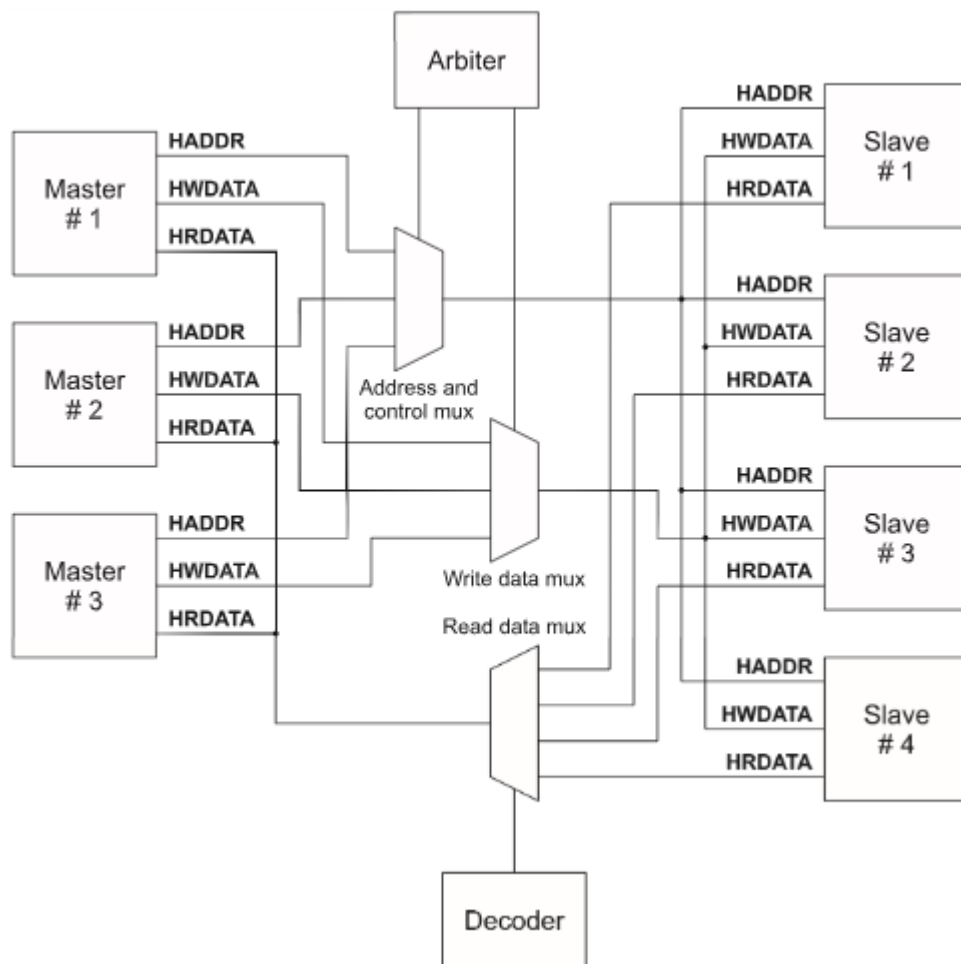 Arbiter
Master
# 1
HADDR
HWDATA
HRDATA
Master
# 2
HADDR
HWDATA
HRDATA
Master
# 3
HADDR
HWDATA
HRDATA
Address and
control mux
Write data mux
Read data mux
Decoder
HADDR
HWDATA
HRDATA
Slave
# 1
HADDR
HWDATA
HRDATA
Slave
# 2
HADDR
HWDATA
HRDATA
Slave
# 3
HADDR
HWDATA
HRDATA
Slave
# 4